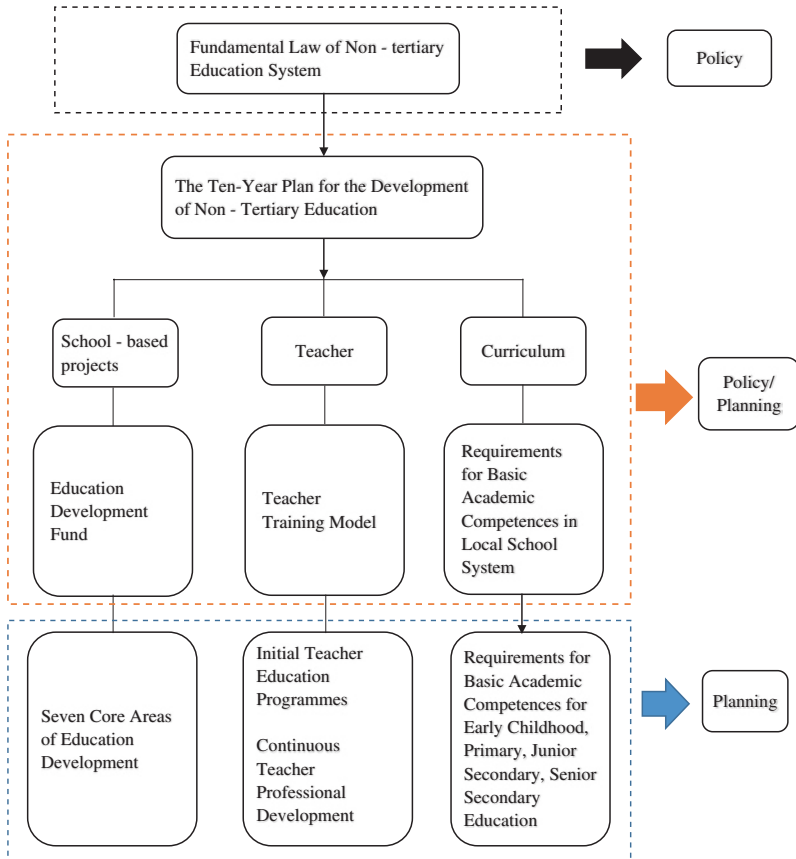 Fundamental Law of Non - tertiary
Education System
Policy
The Ten-Year Plan for the Development
of Non - Tertiary Education
School - based
projects
Teacher
Curriculum
Policy/
Planning
Education
Development
Fund
Teacher
Training Model
Requirements
for Basic
Academic
Competences in
Local School
System
Seven Core Areas
of Education
Development
Initial Teacher
Education
Programmes
Continuous
Teacher
Professional
Development
Requirements for
Basic Academic
Competences for
Early Childhood,
Primary, Junior
Secondary, Senior
Secondary
Education
Planning